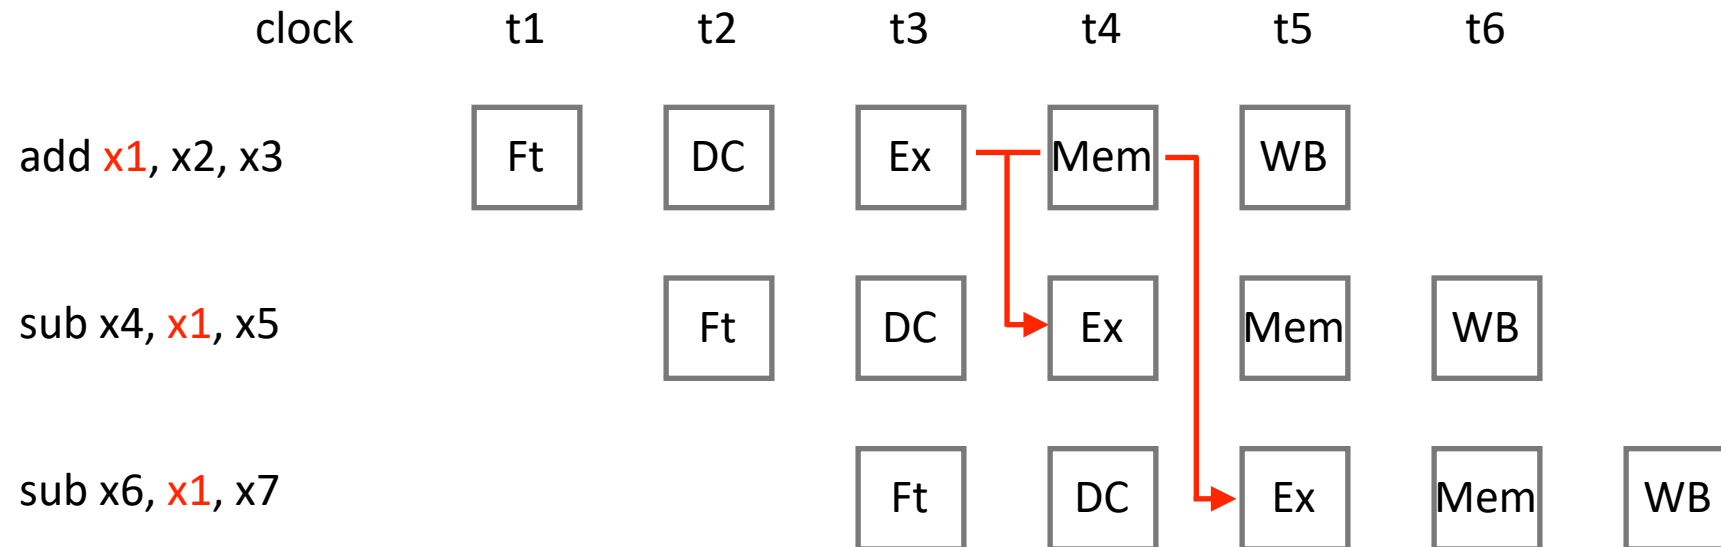 clock t1 t2 t3 t4 t5 t6
add x1, x2, x3 Ft DC Ex Mem WB
sub x4, x1, x5 Ft DC Ex Mem WB
sub x6, x1, x7 Ft DC Ex Mem WB